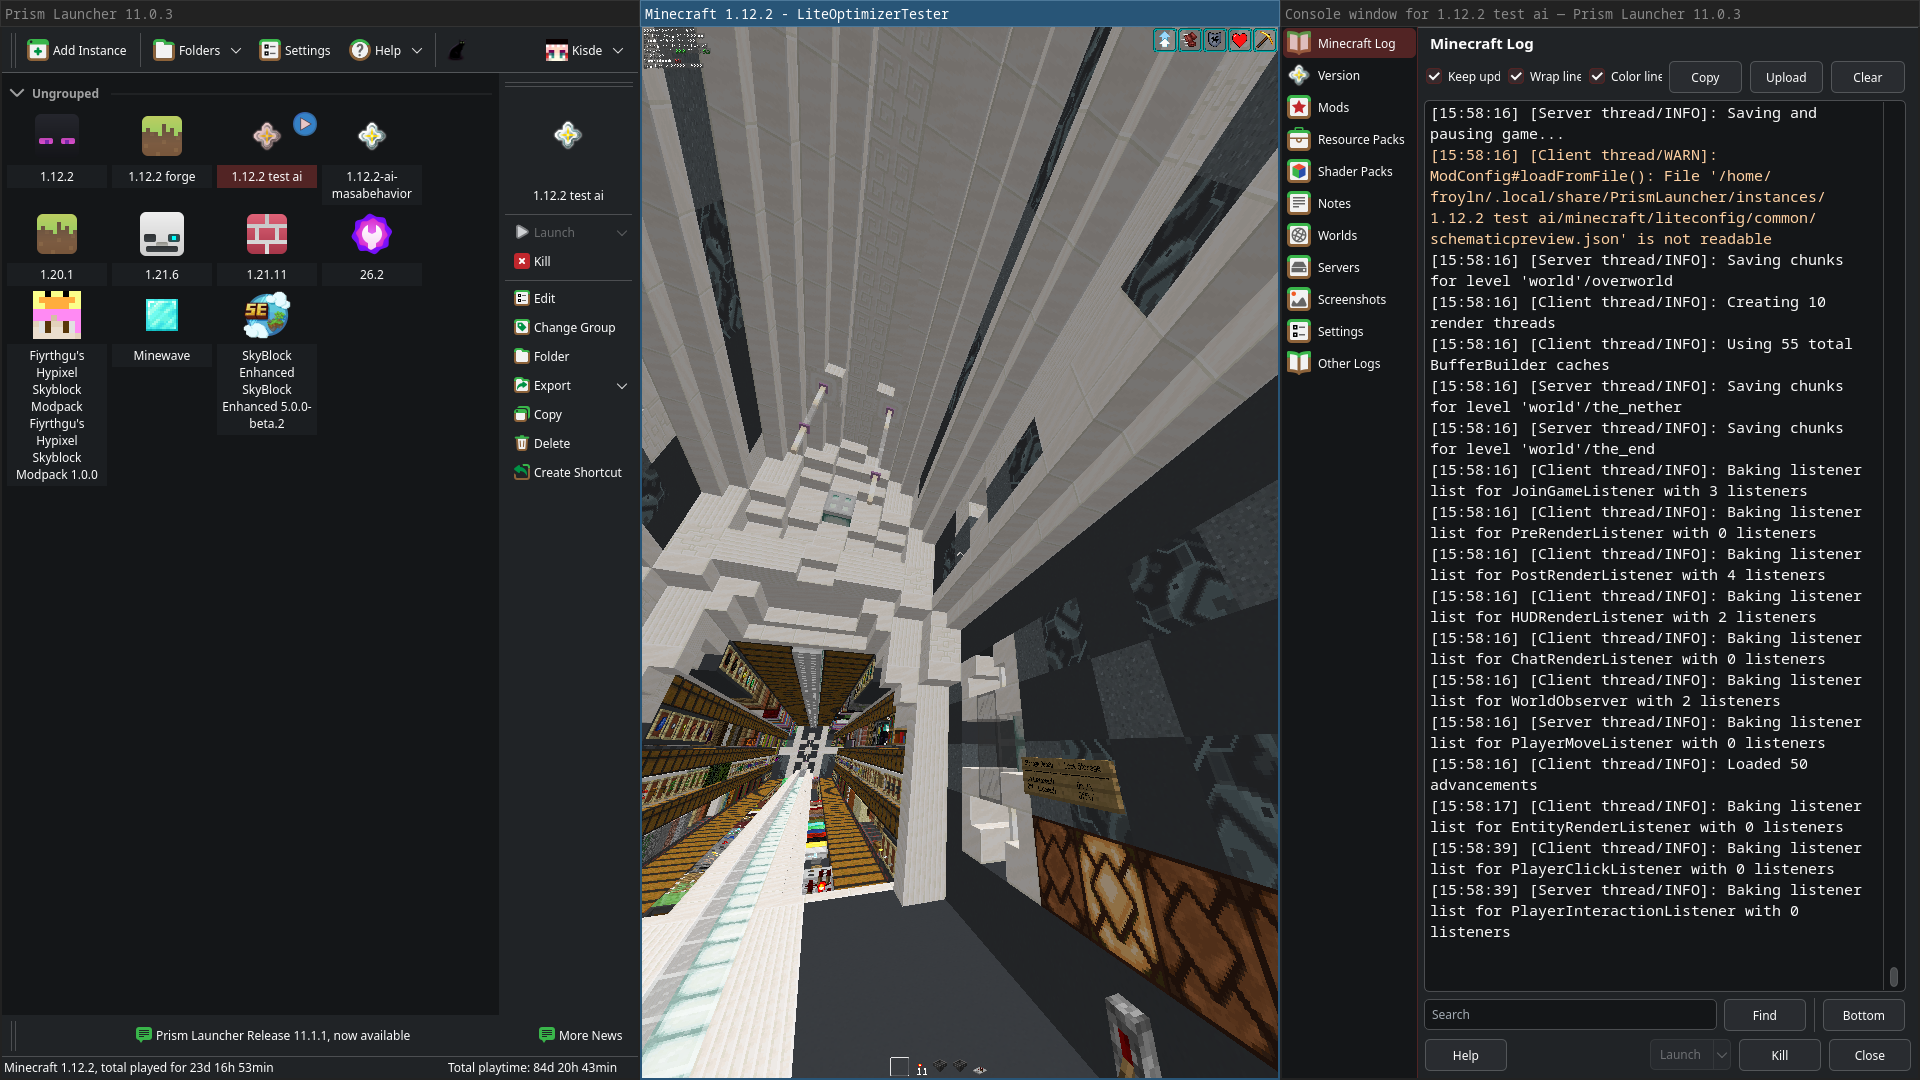 Prism Launcher 11.0.3
Add Instance
Folders
Settings
Help
Kisde
Ungrouped
1.12.2
1.12.2 forge
1.12.2 test ai
1.12.2-ai-
masabehavior
1.20.1
1.21.6
1.21.11
26.2
Fiyrthgu's
Hypixel
Skyblock
Modpack
Fiyrthgu's
Hypixel
Skyblock
Modpack 1.0.0
Minewave
SE
SkyBlock
Enhanced
SkyBlock
Enhanced 5.0.0-
beta.2
1.12.2 test ai
Launch
Kill
Edit
Change Group
Folder
Export
Copy
Delete
Create Shortcut
Prism Launcher Release 11.1.1, now available
More News
Minecraft 1.12.2, total played for 23d 16h 53min
Total playtime: 84d 20h 43min
Minecraft 1.12.2 - LiteOptimizerTester
11
Console window for 1.12.2 test ai — Prism Launcher 11.0.3
Minecraft Log
Version
Mods
Resource Packs
Shader Packs
Notes
Worlds
Servers
Screenshots
Settings
Other Logs
Minecraft Log
Keep upd
Wrap line
Color line
Copy
Upload
Clear
[15:58:16] [Server thread/INFO]: Saving and
pausing game...
[15:58:16] [Client thread/WARN]:
ModConfig#loadFromFile(): File '/home/
froyln/.local/share/PrismLauncher/instances/
1.12.2 test ai/minecraft/liteconfig/common/
schematicpreview.json' is not readable
[15:58:16] [Server thread/INFO]: Saving chunks
for level 'world'/overworld
[15:58:16] [Client thread/INFO]: Creating 10
render threads
[15:58:16] [Client thread/INFO]: Using 55 total
BufferBuilder caches
[15:58:16] [Server thread/INFO]: Saving chunks
for level 'world'/the_nether
[15:58:16] [Server thread/INFO]: Saving chunks
for level 'world'/the_end
[15:58:16] [Client thread/INFO]: Baking listener
list for JoinGameListener with 3 listeners
[15:58:16] [Client thread/INFO]: Baking listener
list for PreRenderListener with 0 listeners
[15:58:16] [Client thread/INFO]: Baking listener
list for PostRenderListener with 4 listeners
[15:58:16] [Client thread/INFO]: Baking listener
list for HUDRenderListener with 2 listeners
[15:58:16] [Client thread/INFO]: Baking listener
list for ChatRenderListener with 0 listeners
[15:58:16] [Client thread/INFO]: Baking listener
list for WorldObserver with 2 listeners
[15:58:16] [Server thread/INFO]: Baking listener
list for PlayerMoveListener with 0 listeners
[15:58:16] [Client thread/INFO]: Loaded 50
advancements
[15:58:17] [Client thread/INFO]: Baking listener
list for EntityRenderListener with 0 listeners
[15:58:39] [Client thread/INFO]: Baking listener
list for PlayerClickListener with 0 listeners
[15:58:39] [Server thread/INFO]: Baking listener
list for PlayerInteractionListener with 0
listeners
Search
Find
Bottom
Help
Launch
Kill
Close